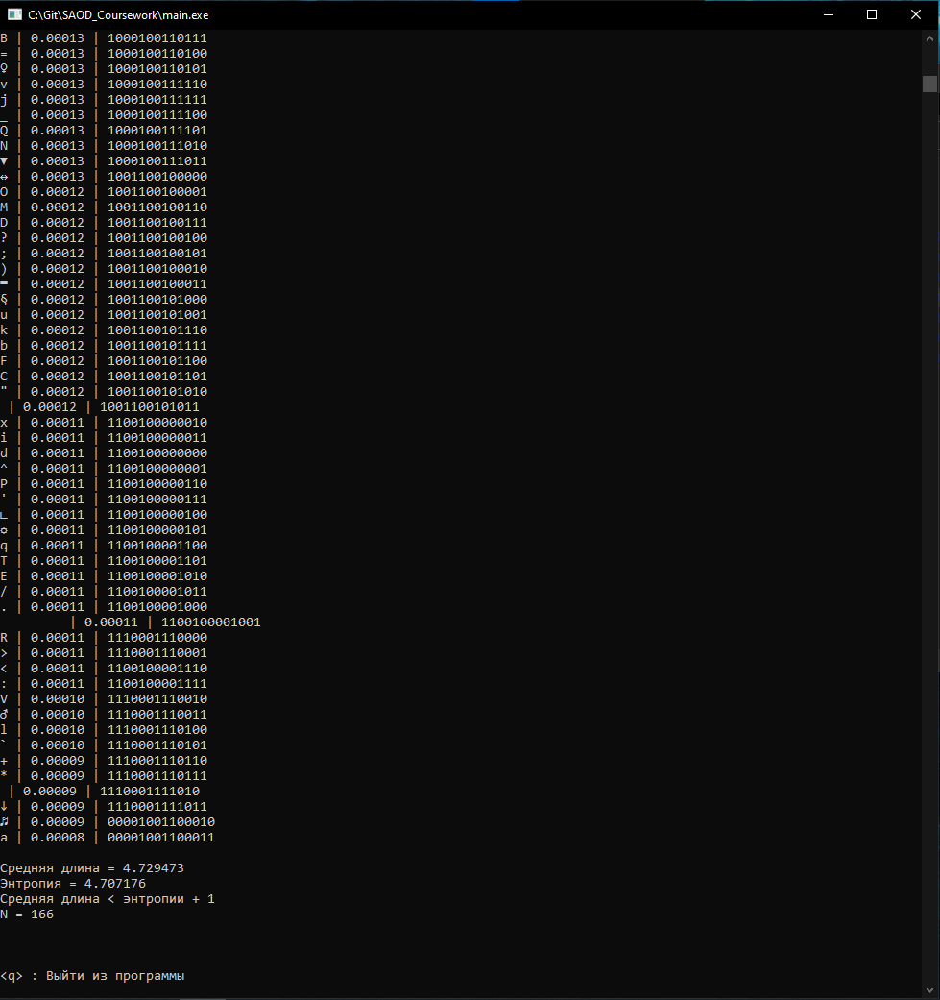 C:\Git\SAOD_Coursework\main.exe
B | 0.00013 | 1000100110111
= | 0.00013 | 1000100110100
♀ | 0.00013 | 1000100110101
v | 0.00013 | 1000100111110
j | 0.00013 | 1000100111111
_ | 0.00013 | 1000100111100
Q | 0.00013 | 1000100111101
N | 0.00013 | 1000100111010
▼ | 0.00013 | 1000100111011
↔ | 0.00013 | 1001100100000
O | 0.00012 | 1001100100001
M | 0.00012 | 1001100100110
D | 0.00012 | 1001100100111
? | 0.00012 | 1001100100100
; | 0.00012 | 1001100100101
) | 0.00012 | 1001100100010
▬ | 0.00012 | 1001100100011
§ | 0.00012 | 1001100101000
u | 0.00012 | 1001100101001
k | 0.00012 | 1001100101110
b | 0.00012 | 1001100101111
F | 0.00012 | 1001100101100
C | 0.00012 | 1001100101101
" | 0.00012 | 1001100101010
| 0.00012 | 1001100101011
x | 0.00011 | 1100100000010
i | 0.00011 | 1100100000011
d | 0.00011 | 1100100000000
^ | 0.00011 | 1100100000001
P | 0.00011 | 1100100000110
' | 0.00011 | 1100100000111
∟ | 0.00011 | 1100100000100
☼ | 0.00011 | 1100100000101
q | 0.00011 | 1100100001100
T | 0.00011 | 1100100001101
E | 0.00011 | 1100100001010
/ | 0.00011 | 1100100001011
. | 0.00011 | 1100100001000
| 0.00011 | 1100100001001
R | 0.00011 | 1110001110000
> | 0.00011 | 1110001110001
< | 0.00011 | 1100100001110
: | 0.00011 | 1100100001111
V | 0.00010 | 1110001110010
♂ | 0.00010 | 1110001110011
l | 0.00010 | 1110001110100
` | 0.00010 | 1110001110101
+ | 0.00009 | 1110001110110
* | 0.00009 | 1110001110111
| 0.00009 | 1110001111010
↓ | 0.00009 | 1110001111011
♬ | 0.00009 | 00001001100010
a | 0.00008 | 00001001100011
Средняя длина = 4.729473
Энтропия = 4.707176
Средняя длина < энтропии + 1
N = 166
<q> : Выйти из программы